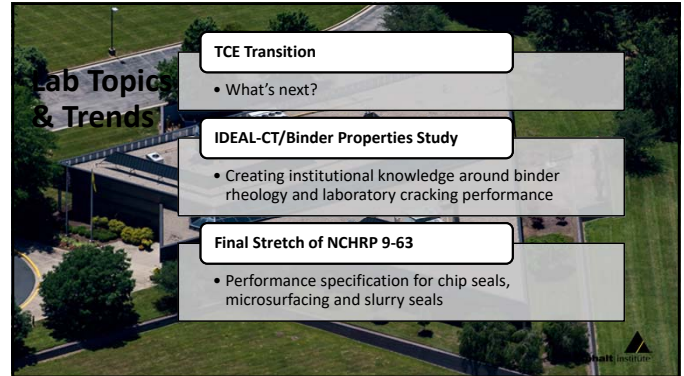 Lab Topics
& Trends
TCE Transition
• What's next?
IDEAL-CT/Binder Properties Study
• Creating institutional knowledge around binder
rheology and laboratory cracking performance
Final Stretch of NCHRP 9-63
• Performance specification for chip seals,
microsurfacing and slurry seals
asphalt institute